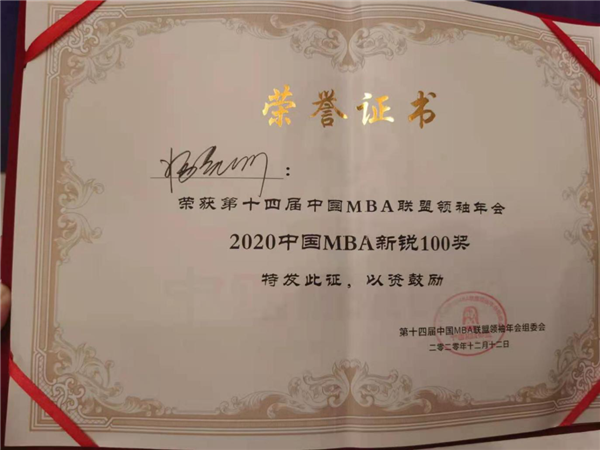 荣誉证书
:
荣获第十四届中国MBA联盟领袖年会
2020中国MBA新锐100奖
特发此证，以资鼓励
第十四届中国MBA联盟领袖年会组委会
二零二零年十二月十二日